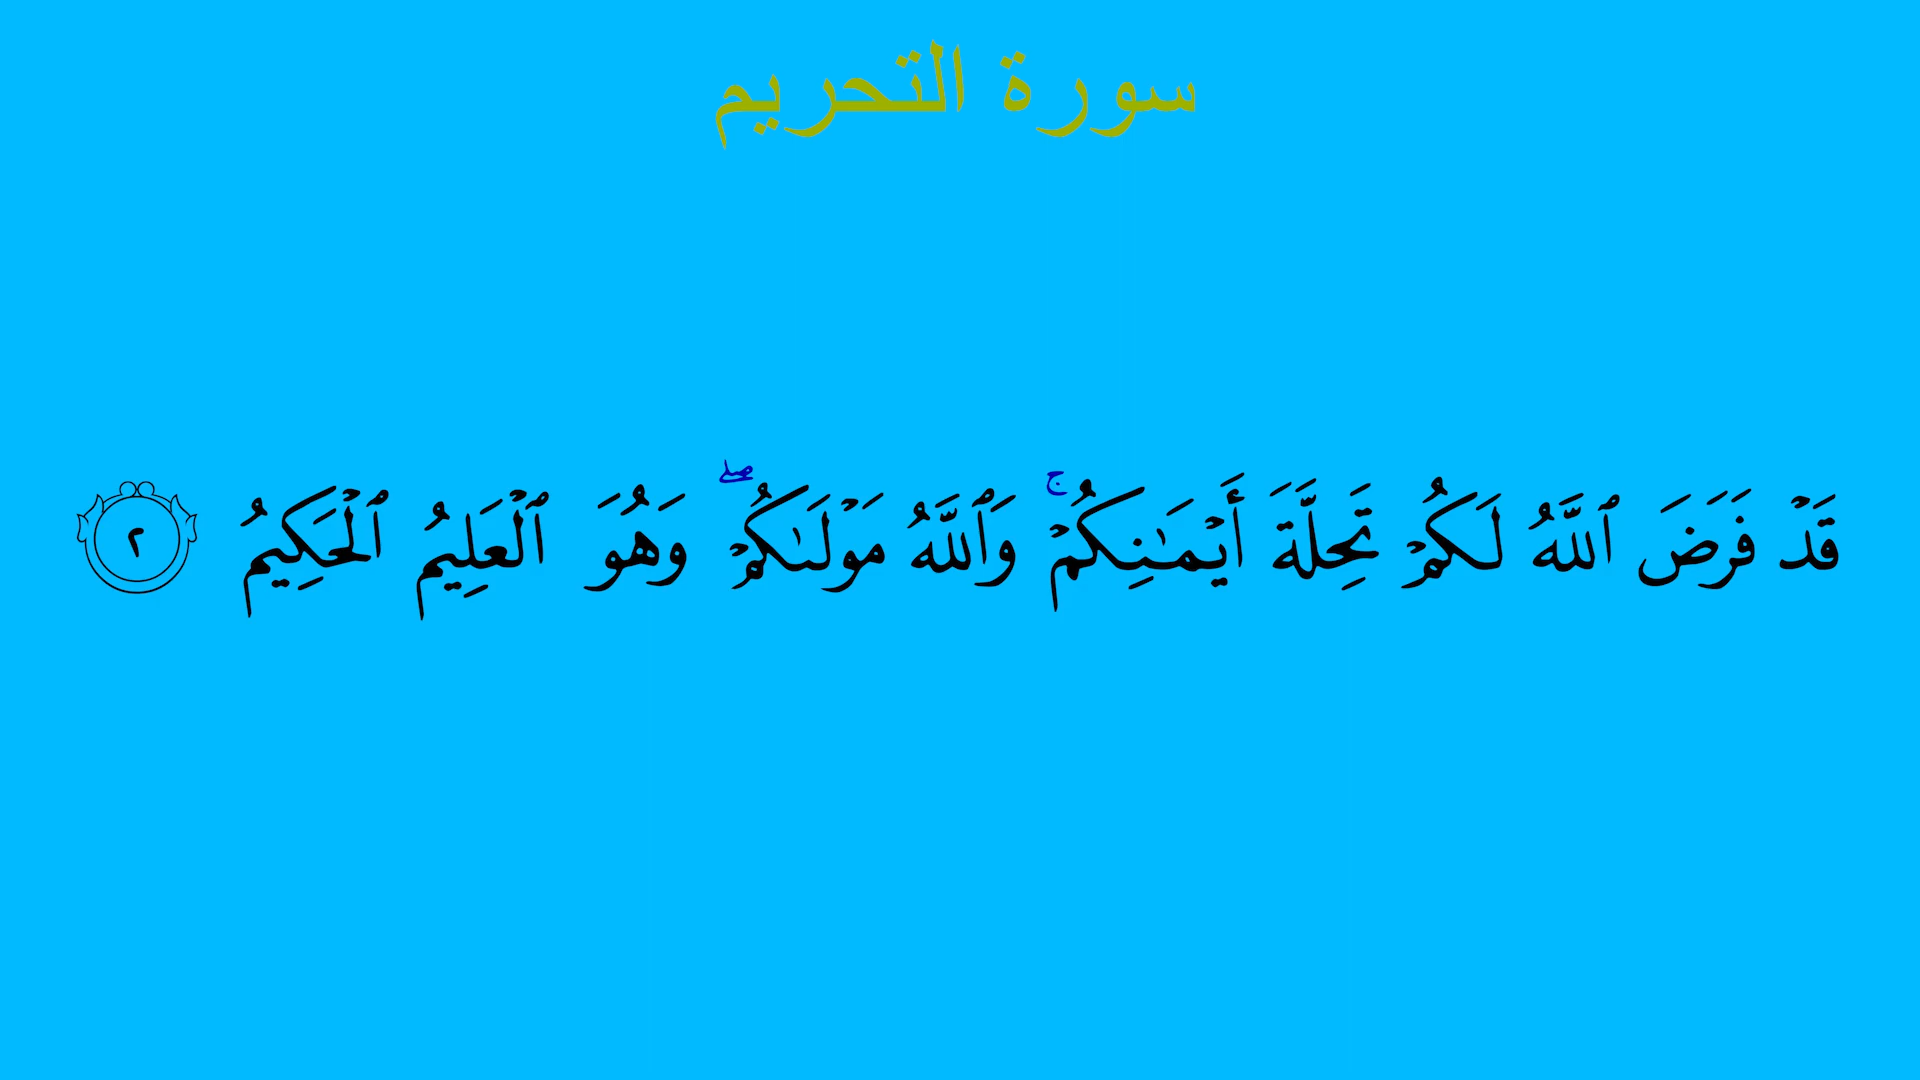 سورة التحريم
قَدْ فَرَضَ ٱللَّهُ لَكُمْ تَحِلَّةَ أَيْمَـٰنِكُمْ ۚ وَٱللَّهُ مَوْلَىٰكُمْ ۖ وَهُوَ ٱلْعَلِيمُ ٱلْحَكِيمُ ٢